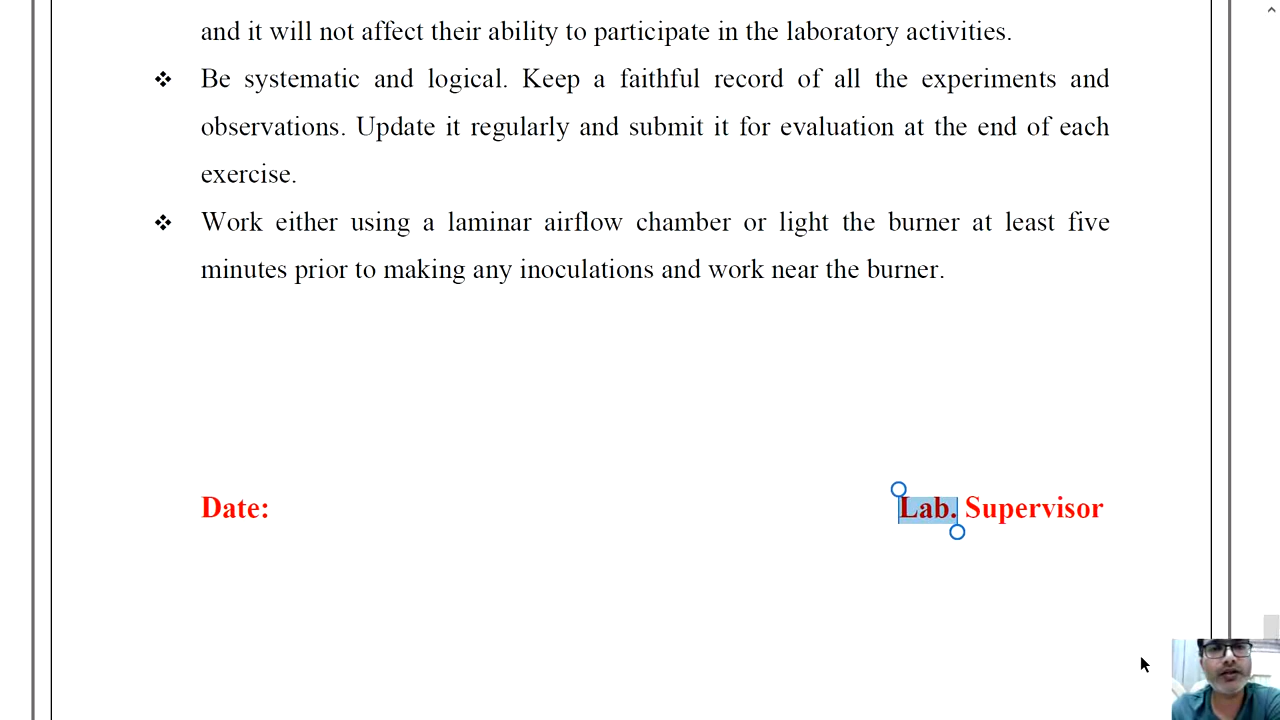 and it will not affect their ability to participate in the laboratory activities.
❖ Be systematic and logical. Keep a faithful record of all the experiments and
observations. Update it regularly and submit it for evaluation at the end of each
exercise.
❖ Work either using a laminar airflow chamber or light the burner at least five
minutes prior to making any inoculations and work near the burner.
Date: Lab. Supervisor